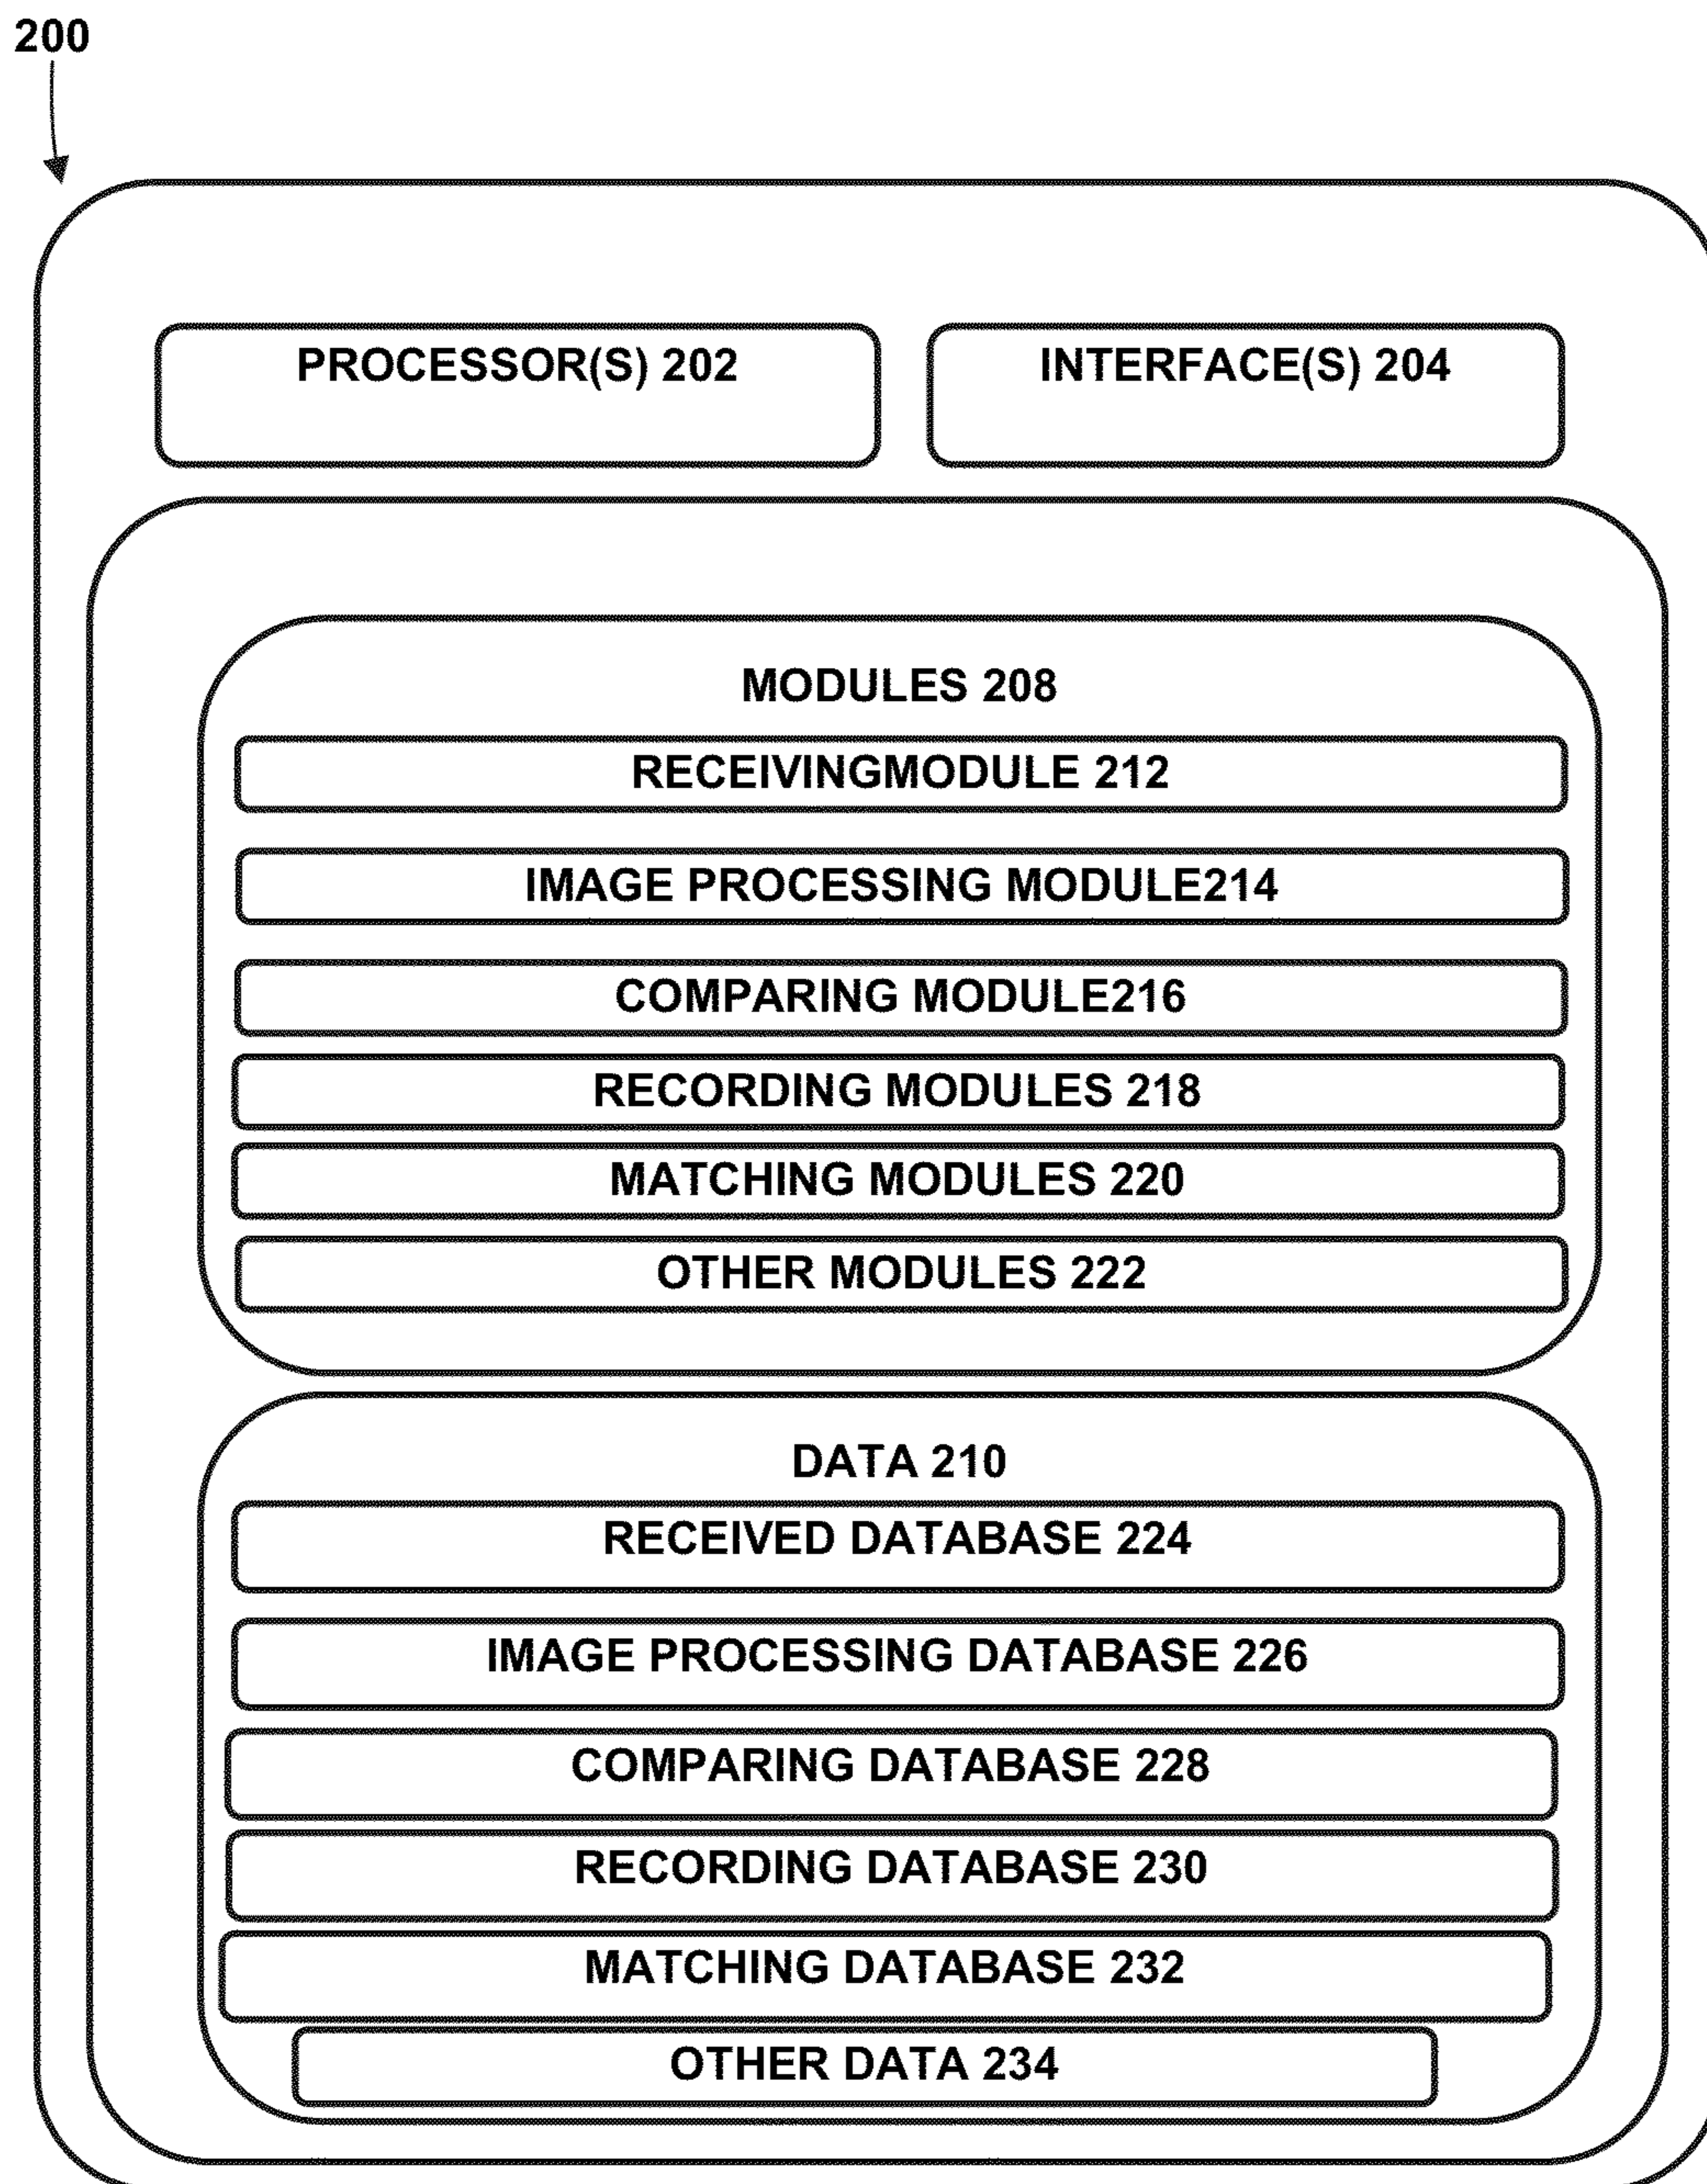 200
PROCESSOR(S) 202
INTERFACE(S) 204
MODULES 208
RECEIVINGMODULE 212
IMAGE PROCESSING MODULE214
COMPARING MODULE216
RECORDING MODULES 218
MATCHING MODULES 220
OTHER MODULES 222
DATA 210
RECEIVED DATABASE 224
IMAGE PROCESSING DATABASE 226
COMPARING DATABASE 228
RECORDING DATABASE 230
MATCHING DATABASE 232
OTHER DATA 234